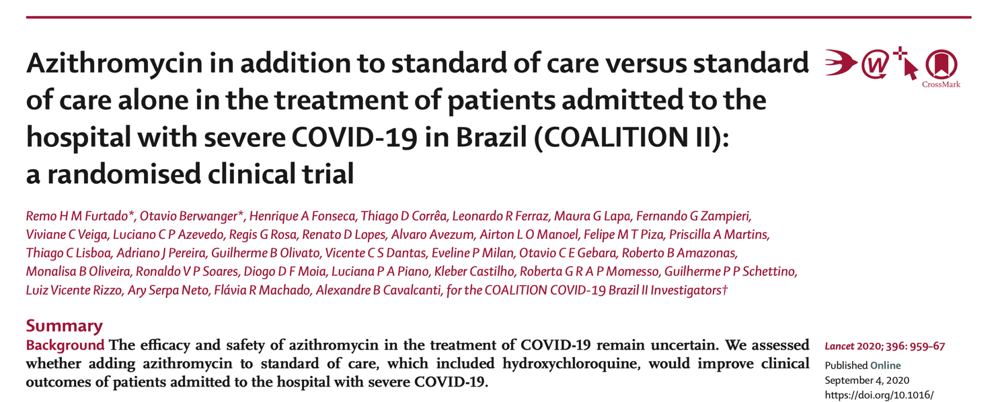 Azithromycin in addition to standard of care versus standard
of care alone in the treatment of patients admitted to the
hospital with severe COVID-19 in Brazil (COALITION II):
a randomised clinical trial
W
CrossMark
Remo H M Furtado*, Otavio Berwanger*, Henrique A Fonseca, Thiago D Corrêa, Leonardo R Ferraz, Maura G Lapa, Fernando G Zampieri,
Viviane C Veiga, Luciano C P Azevedo, Regis G Rosa, Renato D Lopes, Alvaro Avezum, Airton L O Manoel, Felipe M T Piza, Priscilla A Martins,
Thiago C Lisboa, Adriano J Pereira, Guilherme B Olivato, Vicente C S Dantas, Eveline P Milan, Otavio C E Gebara, Roberto B Amazonas,
Monalisa B Oliveira, Ronaldo V P Soares, Diogo D F Moia, Luciana P A Piano, Kleber Castilho, Roberta G R A P Momesso, Guilherme P P Schettino,
Luiz Vicente Rizzo, Ary Serpa Neto, Flávia R Machado, Alexandre B Cavalcanti, for the COALITION COVID-19 Brazil II Investigators†
Summary
Background The efficacy and safety of azithromycin in the treatment of COVID-19 remain uncertain. We assessed
whether adding azithromycin to standard of care, which included hydroxychloroquine, would improve clinical
outcomes of patients admitted to the hospital with severe COVID-19.
Lancet 2020; 396: 959–67
Published Online
September 4, 2020
https://doi.org/10.1016/